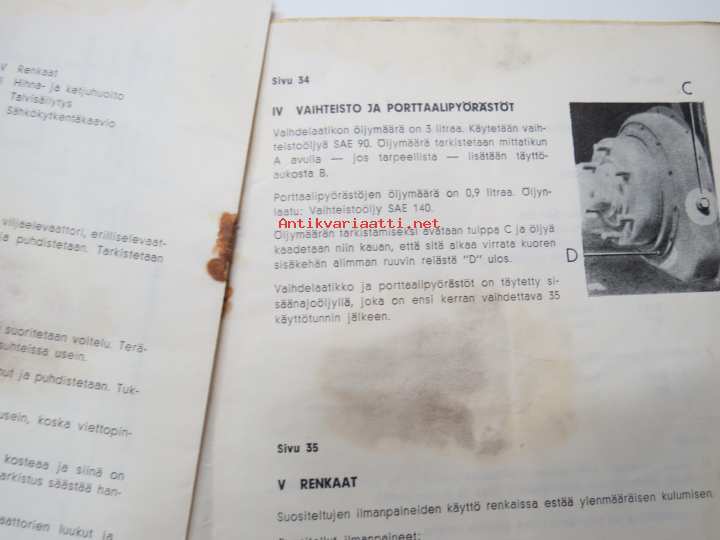 V Renkaat
Hihna- ja ketjuhuolto
Talvisäilytys
Sähkökytkentäkaavio
viljaelevaattori, erilliselevaat-
ja puhdistetaan. Tarkistetaan
suoritetaan voitelu. Terä-
suhteissa usein.
ja puhdistetaan. Tuk-
usein, koska viettopin-
kosteaa ja siinä on
tarkistus säästää han-
luukut ja
Sivu 34
IV VAIHTEISTO JA PORTTAALIPYÖRÄSTÖT
Vaihdelaatikon öljymäärä on 3 litraa. Käytetään vaih-
teistoöljyä SAE 90. Öljymäärä tarkistetaan mittatikun
A avulla — jos tarpeellista — lisätään täyttö-
aukosta B.
Porttaalipyörästöjen öljymäärä on 0,9 litraa. Öljyn-
laatu: Vaihteistoöljy SAE 140.
Antikvariaatti.net
Öljymäärän tarkistamiseksi avataan tulppa C ja öljyä
kaadetaan niin kauan, että sitä alkaa virrata kuoren
sisäkehän alimman ruuvin reiästä "D" ulos.
Vaihdelaatikko ja porttaalipyörästöt on täytetty si-
säänajoöljyllä, joka on ensi kerran vaihdettava 35
käyttötunnin jälkeen.
C
D
Sivu 35
V RENKAAT
Suositeltujen ilmanpaineiden käyttö renkaissa estää ylenmääräisen kulumisen.
ilmanpaineet: